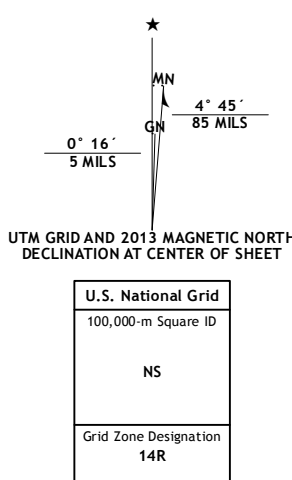 ★
MN
GN
4° 45´
85 MILS
0° 16´
5 MILS
UTM GRID AND 2013 MAGNETIC NORTH
DECLINATION AT CENTER OF SHEET
U.S. National Grid
100,000-m Square ID
NS
Grid Zone Designation
14R